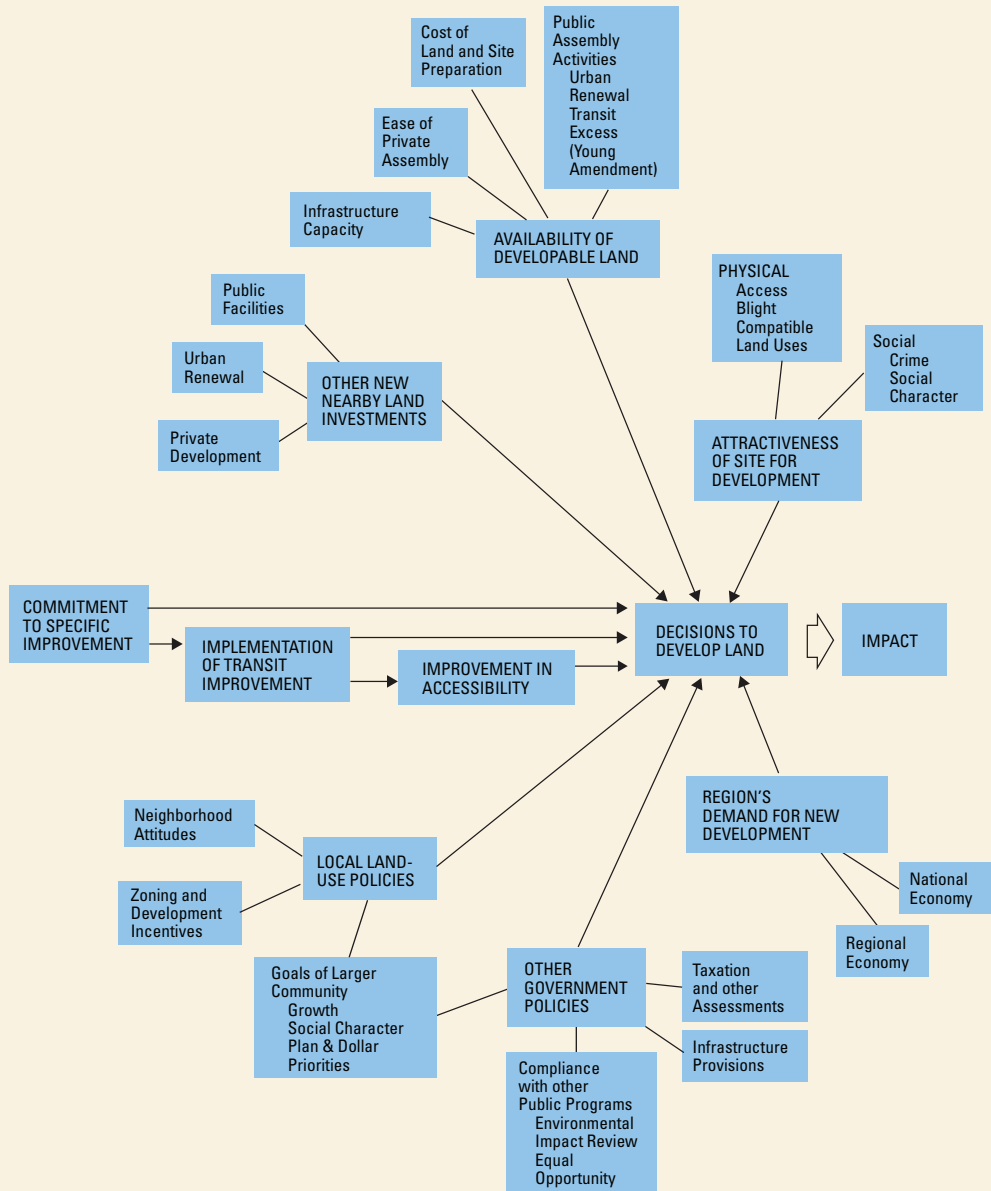 Cost of
Land and Site
Preparation
Public
Assembly
Activities
Urban
Renewal
Transit
Excess
(Young
Amendment)
Ease of
Private
Assembly
Infrastructure
Capacity
AVAILABILITY OF
DEVELOPABLE LAND
Public
Facilities
Urban
Renewal
Private
Development
OTHER NEW
NEARBY LAND
INVESTMENTS
PHYSICAL
Access
Blight
Compatible
Land Uses
Social
Crime
Social
Character
ATTRACTIVENESS
OF SITE FOR
DEVELOPMENT
COMMITMENT
TO SPECIFIC
IMPROVEMENT
IMPLEMENTATION
OF TRANSIT
IMPROVEMENT
IMPROVEMENT IN
ACCESSIBILITY
DECISIONS TO
DEVELOP LAND
IMPACT
Neighborhood
Attitudes
Zoning and
Development
Incentives
LOCAL LAND-
USE POLICIES
Goals of Larger
Community
Growth
Social Character
Plan & Dollar
Priorities
OTHER
GOVERNMENT
POLICIES
Taxation
and other
Assessments
Infrastructure
Provisions
Compliance
with other
Public Programs
Environmental
Impact Review
Equal
Opportunity
REGION'S
DEMAND FOR NEW
DEVELOPMENT
National
Economy
Regional
Economy